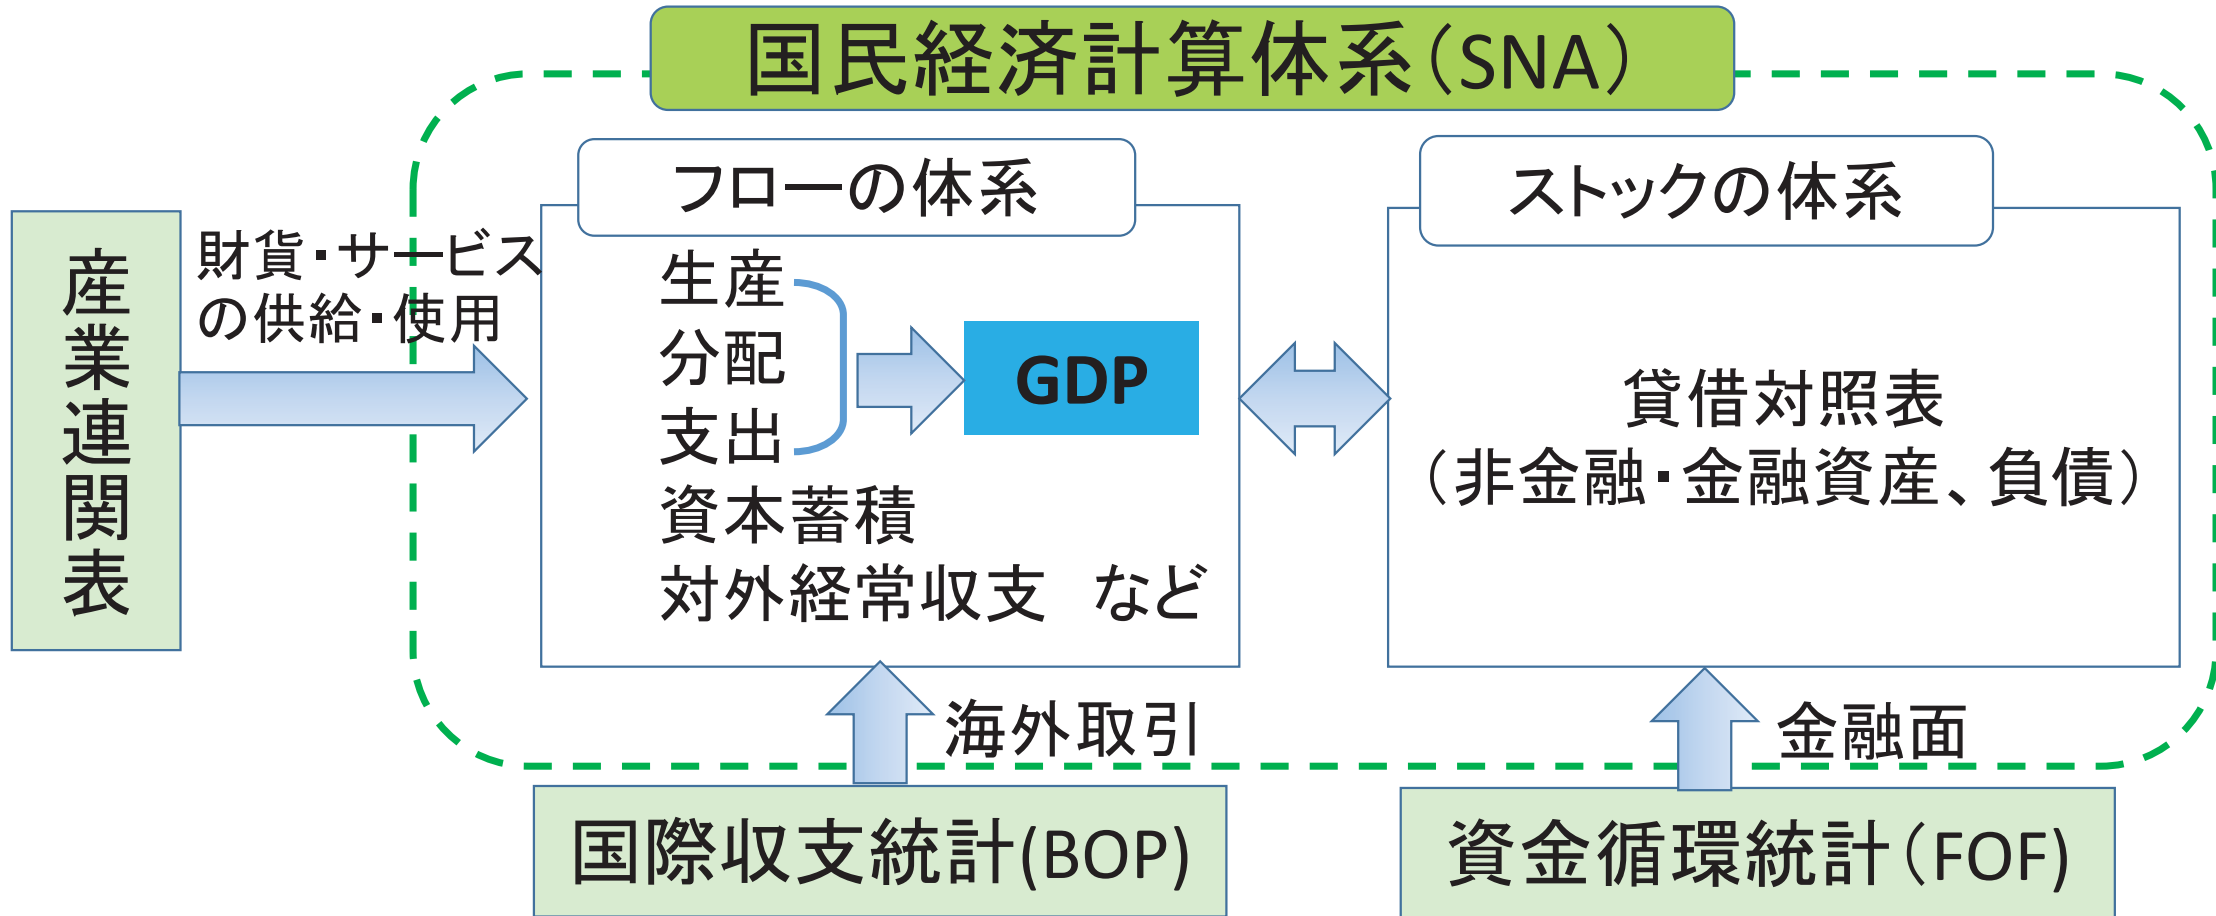 国民経済計算体系（SNA）
フローの体系
ストックの体系
産業連関表
財貨・サービス
の供給・使用
生産
分配
支出
資本蓄積
対外経常収支　など
GDP
貸借対照表
（非金融・金融資産、負債）
海外取引
金融面
国際収支統計(BOP)
資金循環統計（FOF)